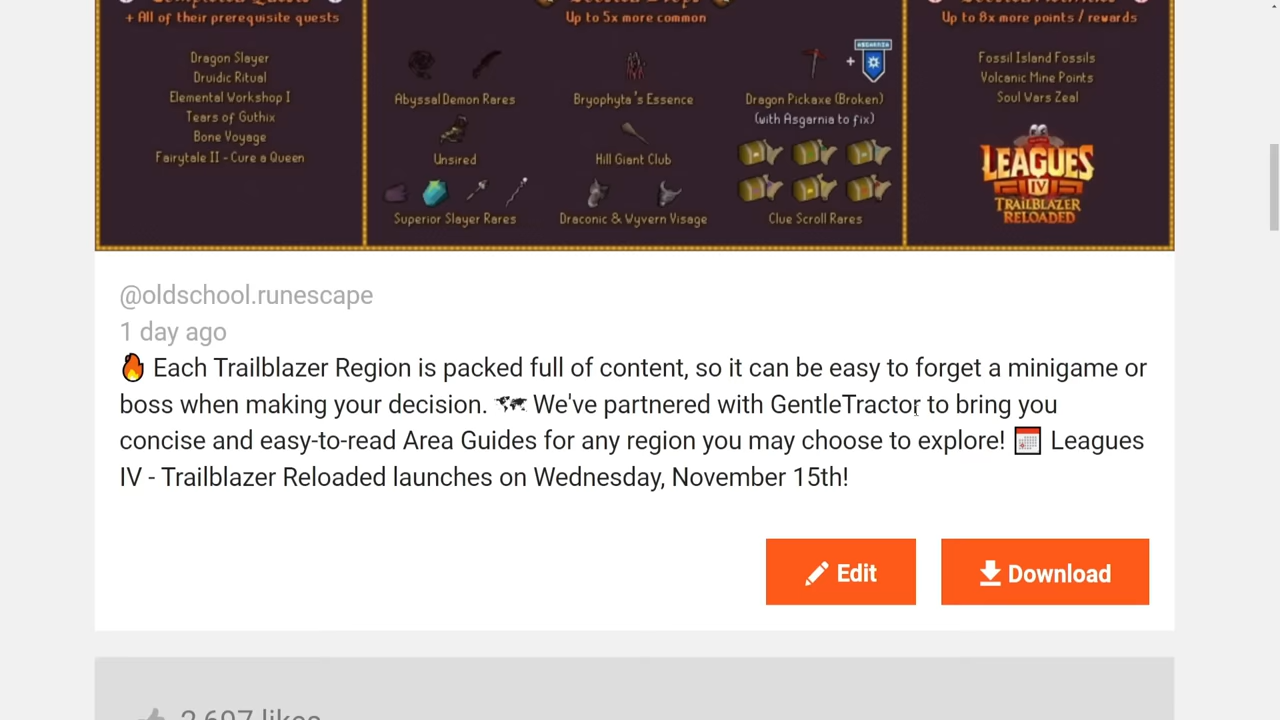 + All of their prerequisite quests
Up to 5x more common
Up to 8x more points / rewards
Dragon Slayer
Druidic Ritual
Elemental Workshop I
Tears of Guthix
Bone Voyage
Fairytale II - Cure a Queen
ASGARNIA
+
Abyssal Demon Rares
Bryophyta's Essence
Dragon Pickaxe (Broken)
(with Asgarnia to fix)
Unsired
Hill Giant Club
Superior Slayer Rares
Draconic & Wyvern Visage
Clue Scroll Rares
Fossil Island Fossils
Volcanic Mine Points
Soul Wars Zeal
LEAGUES
IV
TRAILBLAZER
RELOADED
@oldschool.runescape
1 day ago
🔥 Each Trailblazer Region is packed full of content, so it can be easy to forget a minigame or
boss when making your decision. 🗺 We've partnered with GentleTractor to bring you
concise and easy-to-read Area Guides for any region you may choose to explore! 📅 Leagues
IV - Trailblazer Reloaded launches on Wednesday, November 15th!
Edit
Download
2,697 likes